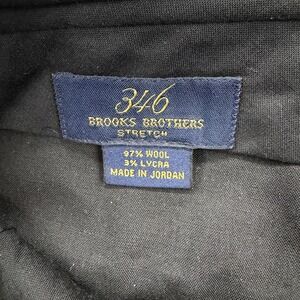 346
BROOKS BROTHERS
STRETCH
97% WOOL
3% LYCRA
MADE IN JORDAN